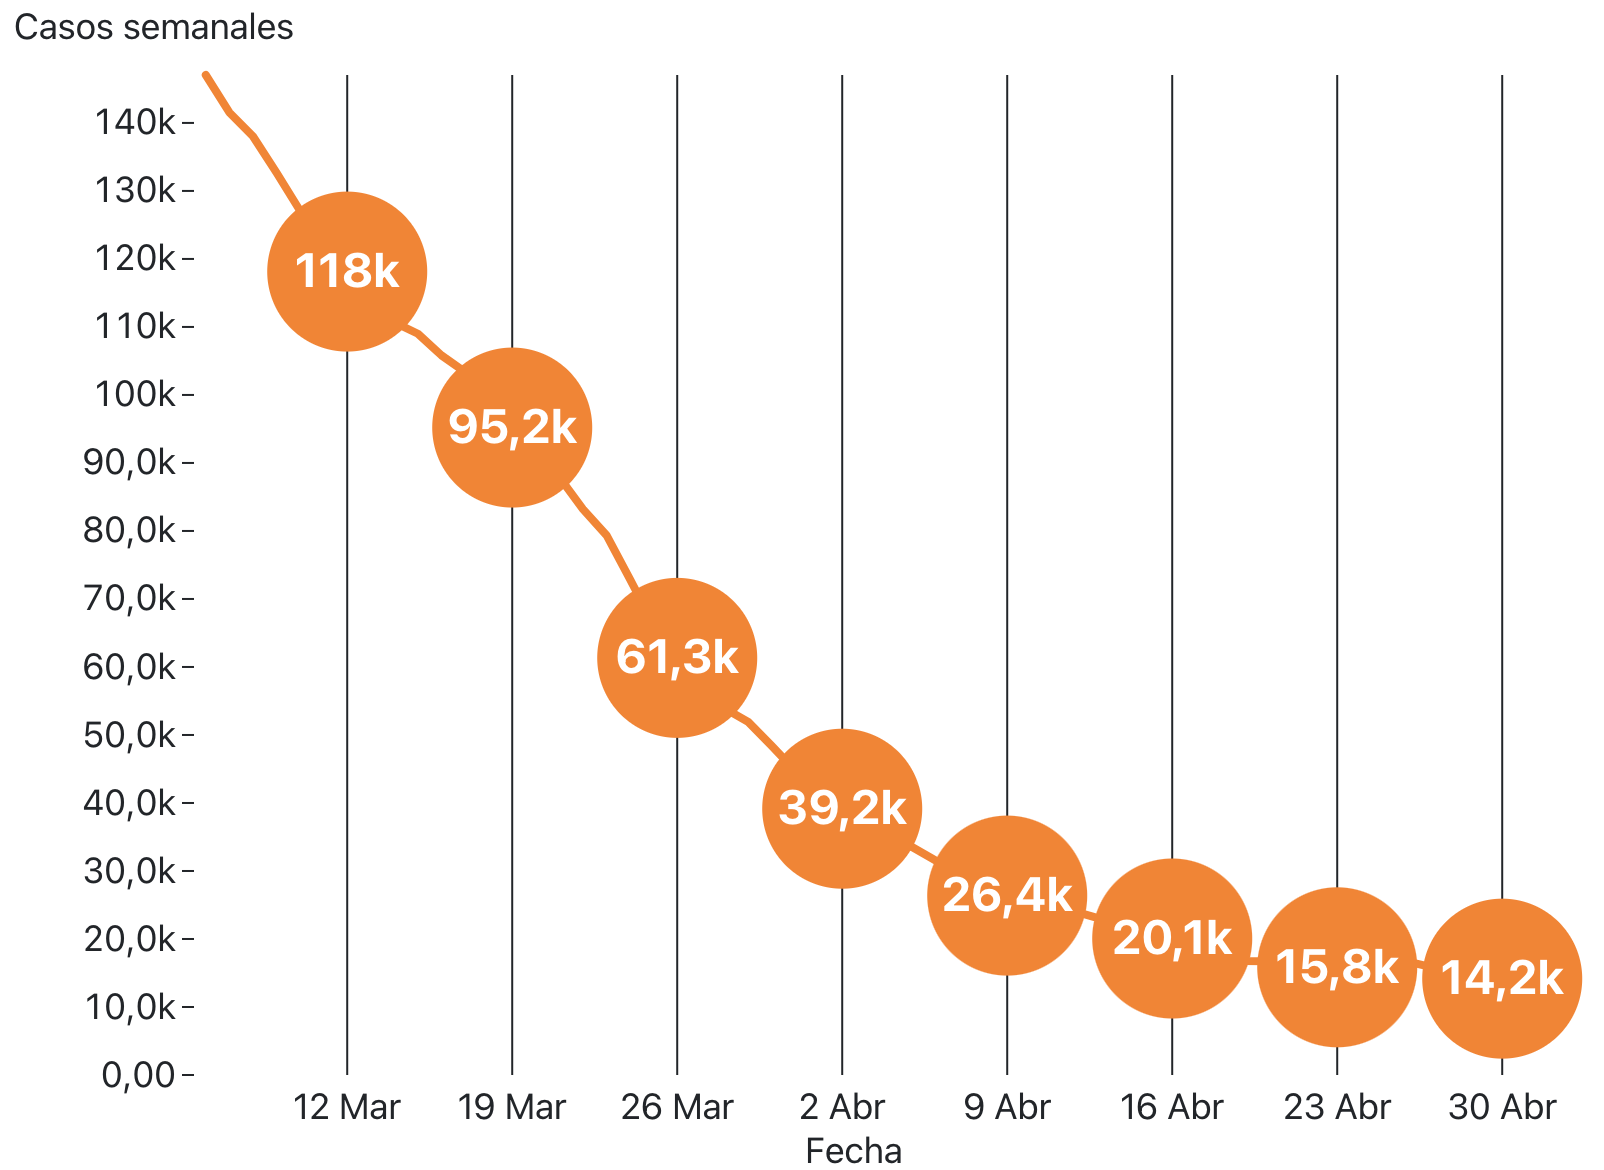 Casos semanales
140k
130k
120k
110k
100k
90,0k
80,0k
70,0k
60,0k
50,0k
40,0k
30,0k
20,0k
10,0k
0,00
118k
95,2k
61,3k
39,2k
26,4k
20,1k
15,8k
14,2k
12 Mar 19 Mar 26 Mar 2 Abr 9 Abr 16 Abr 23 Abr 30 Abr
Fecha